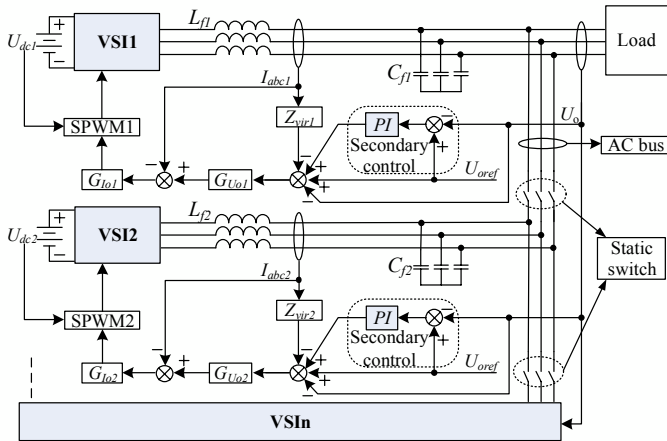 L_f1
U_dc1
+
−
VSI1
Load
C_f1
I_abc1
Z_vir1
PI
−
U_o
SPWM1
Secondary
control
+
AC bus
G_Io1
−
+
G_Uo1
−
+
+
−
U_oref
L_f2
U_dc2
+
−
VSI2
C_f2
Static
switch
I_abc2
Z_vir2
PI
−
SPWM2
Secondary
control
+
G_Io2
−
+
G_Uo2
−
+
+
−
U_oref
VSIn